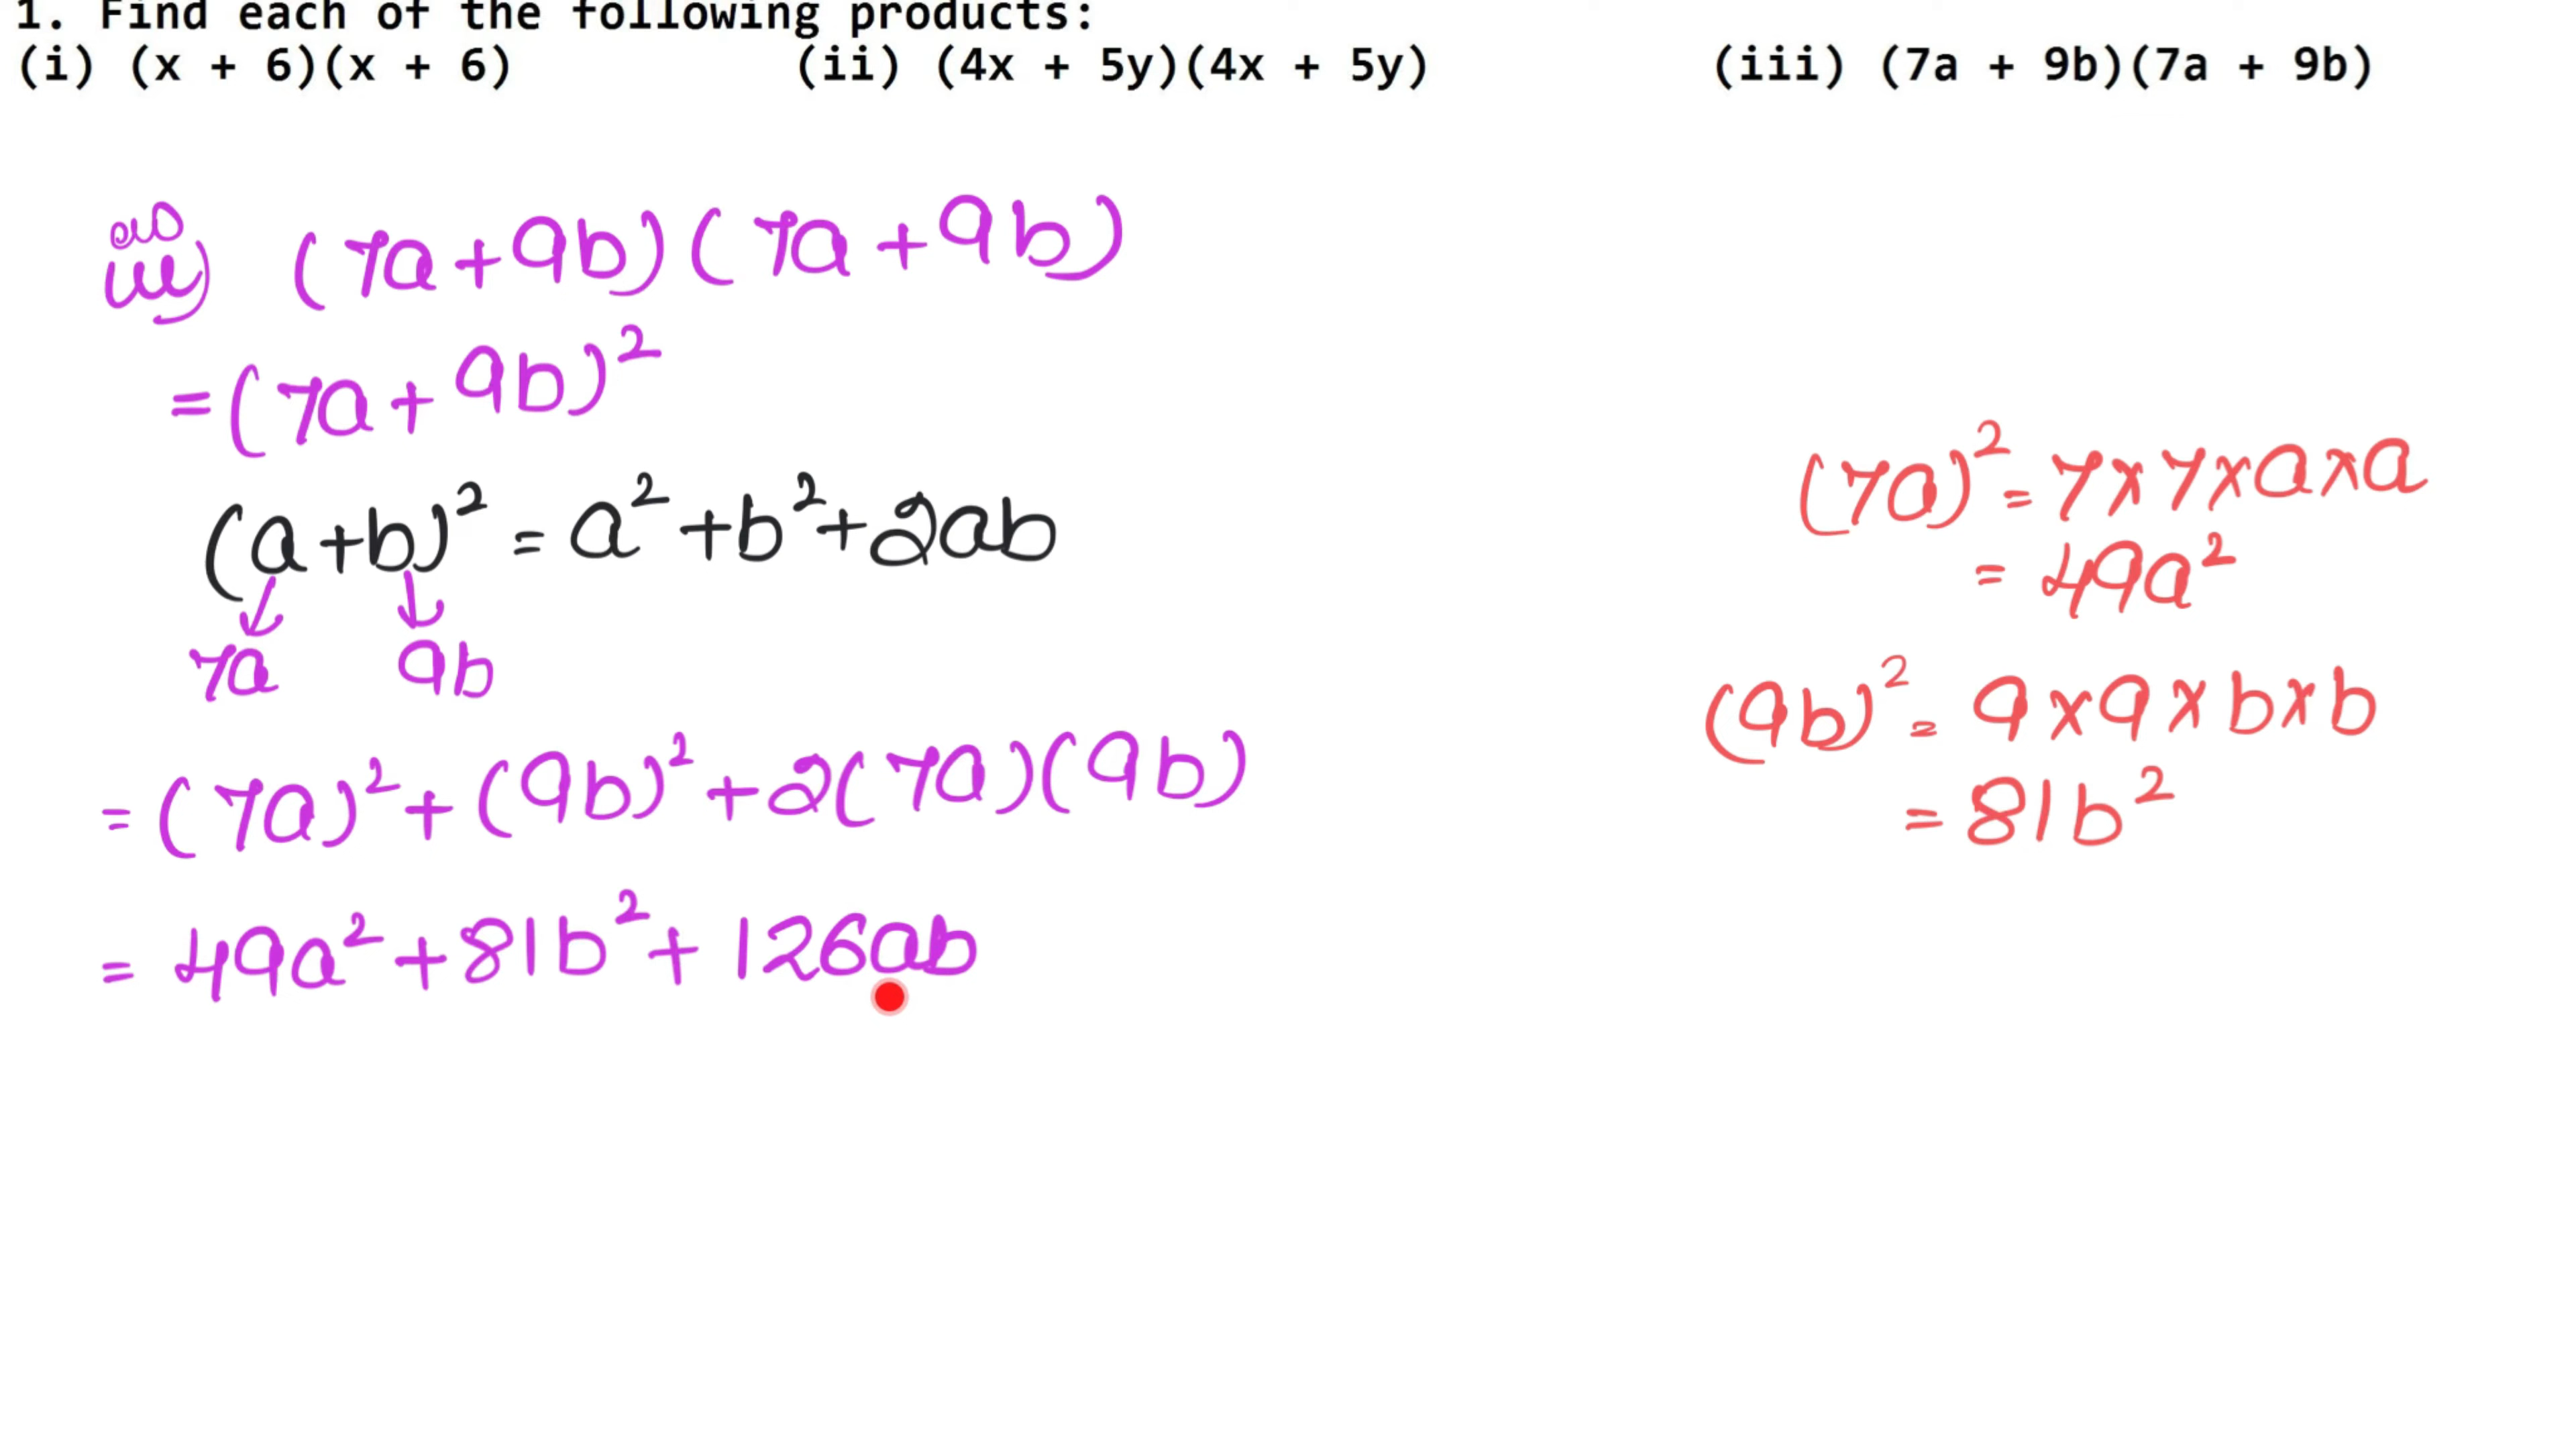 1. Find each of the following products:
(i) (x + 6)(x + 6) (ii) (4x + 5y)(4x + 5y) (iii) (7a + 9b)(7a + 9b)
iii) (7a+9b)(7a+9b)
=(7a+9b)²
(a+b)² = a²+b²+2ab
7a 9b
= (7a)²+(9b)²+2(7a)(9b)
= 49a²+81b²+126ab
(7a)² = 7×7×a×a
= 49a²
(9b)² = 9×9×b×b
= 81b²